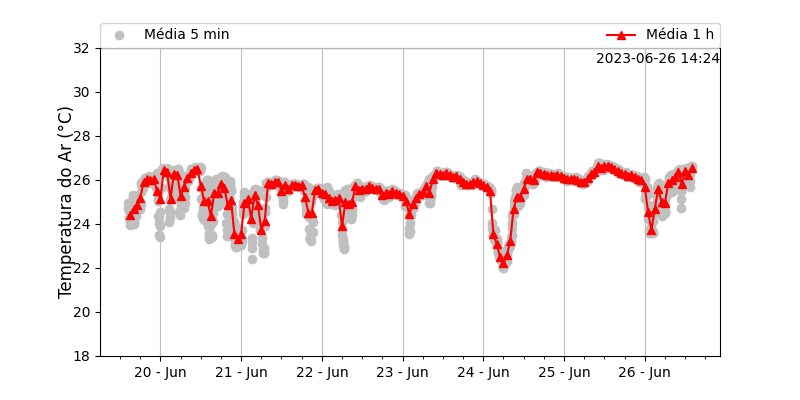 Média 5 min
Média 1 h
2023-06-26 14:24
Temperatura do Ar (°C)
32
30
28
26
24
22
20
18
20 - Jun
21 - Jun
22 - Jun
23 - Jun
24 - Jun
25 - Jun
26 - Jun